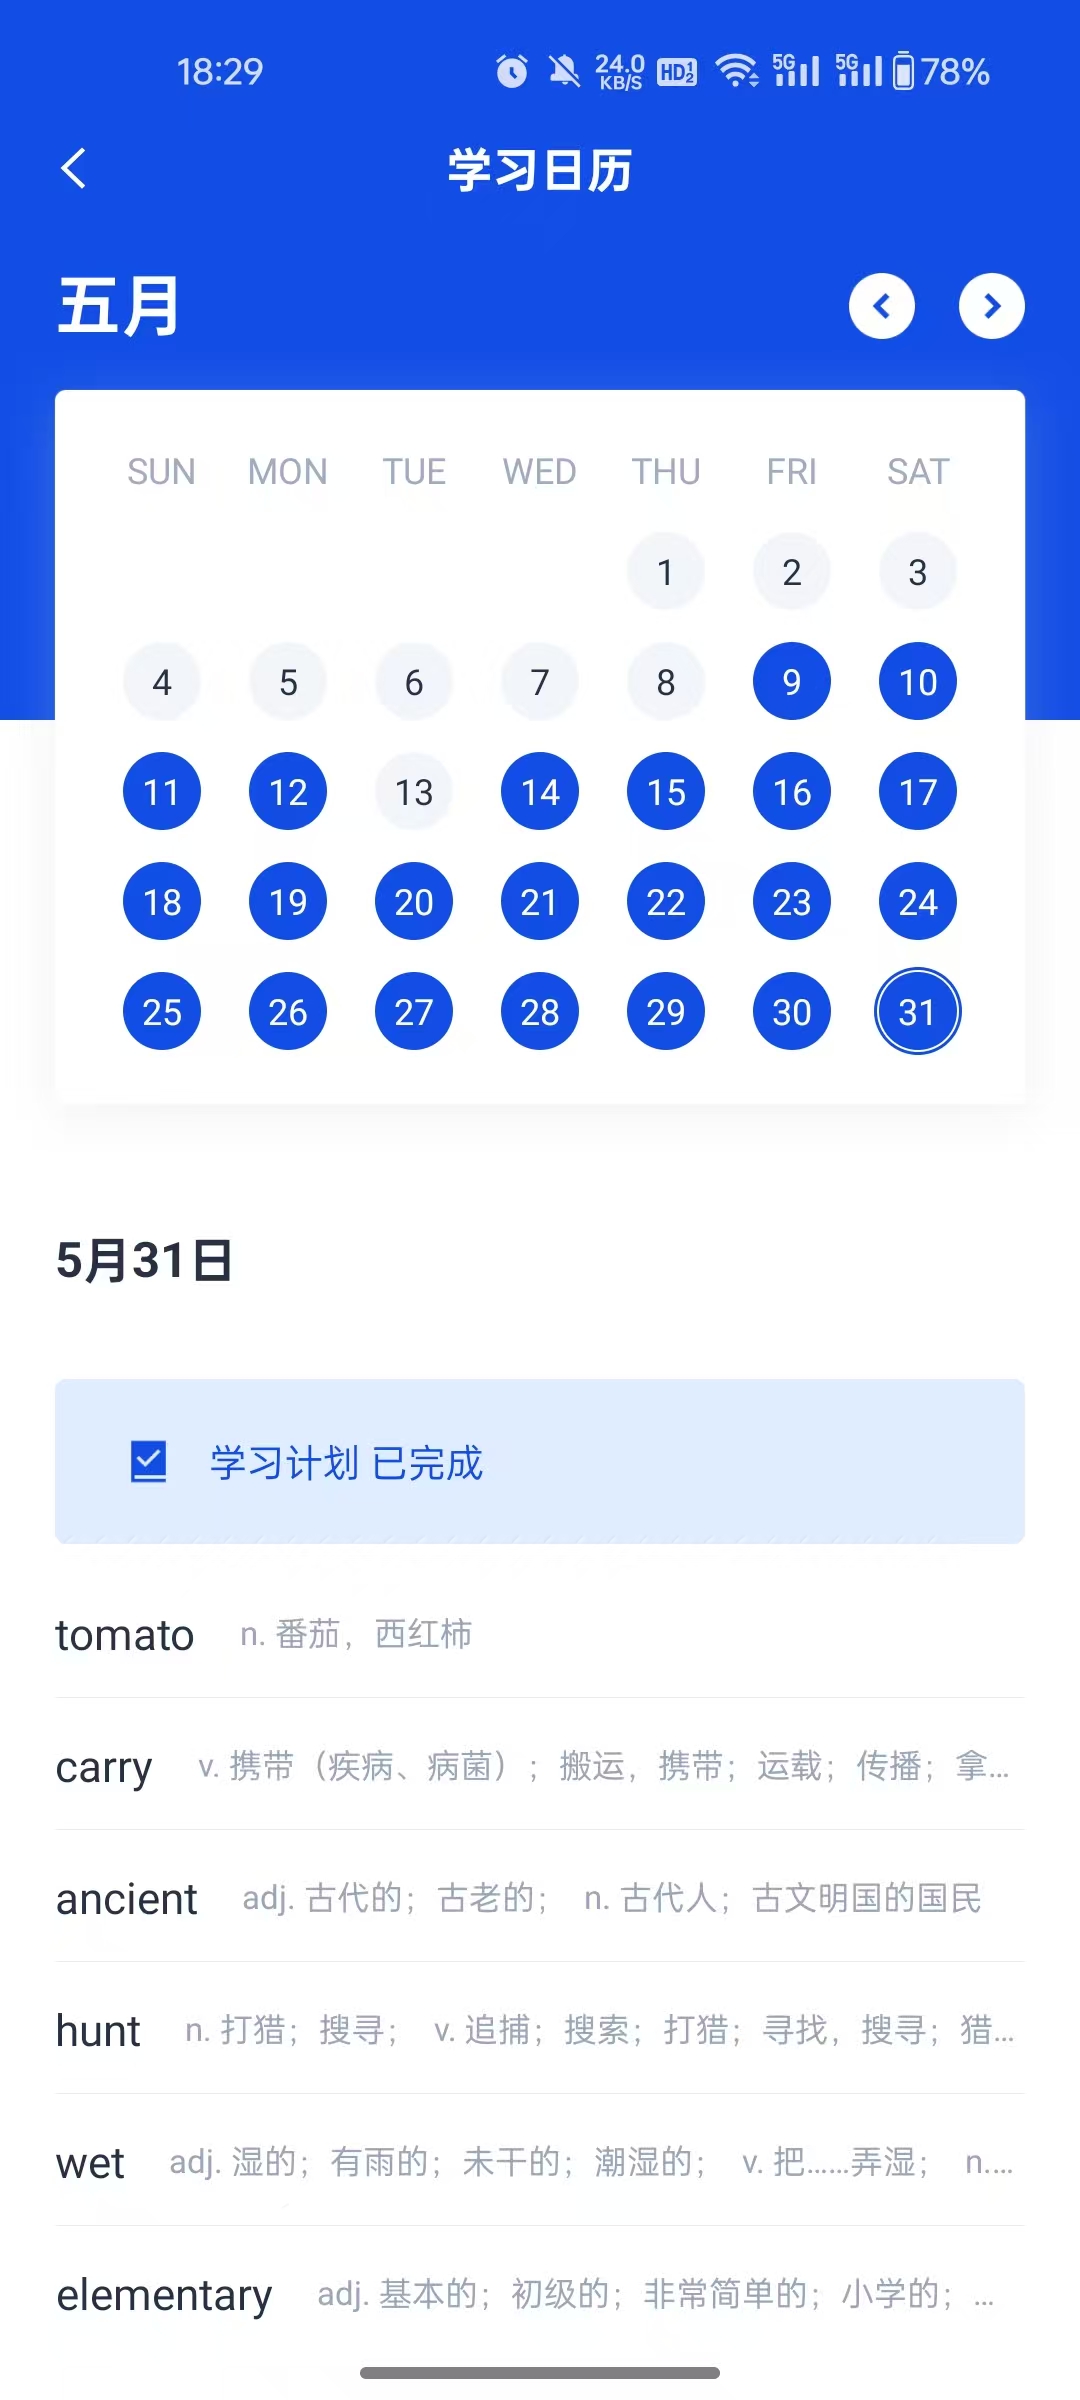 18:29 24.0 KB/S HD 1 2 5G 5G 78%
学习日历
五月
SUN MON TUE WED THU FRI SAT
1 2 3
4 5 6 7 8 9 10
11 12 13 14 15 16 17
18 19 20 21 22 23 24
25 26 27 28 29 30 31
5月31日
学习计划 已完成
tomato n. 番茄，西红柿
carry v. 携带（疾病、病菌）；搬运，携带；运载；传播；拿...
ancient adj. 古代的；古老的； n. 古代人；古文明国的国民
hunt n. 打猎；搜寻； v. 追捕；搜索；打猎；寻找，搜寻；猎...
wet adj. 湿的；有雨的；未干的；潮湿的； v. 把……弄湿； n....
elementary adj. 基本的；初级的；非常简单的；小学的； ...